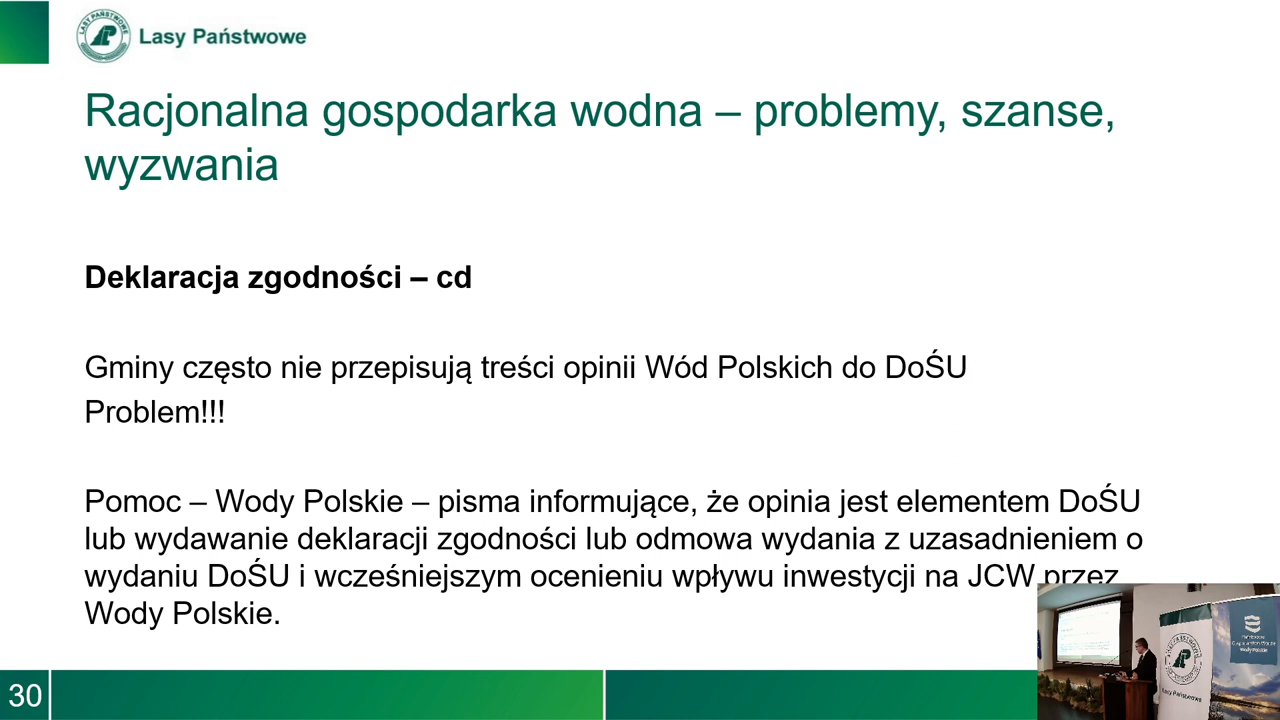 Lasy Państwowe
Racjonalna gospodarka wodna – problemy, szanse,
wyzwania
Deklaracja zgodności – cd
Gminy często nie przepisują treści opinii Wód Polskich do DoŚU
Problem!!!
Pomoc – Wody Polskie – pisma informujące, że opinia jest elementem DoŚU
lub wydawanie deklaracji zgodności lub odmowa wydania z uzasadnieniem o
wydaniu DoŚU i wcześniejszym ocenieniu wpływu inwestycji na JCW przez
Wody Polskie.
Lasy Państwowe
30